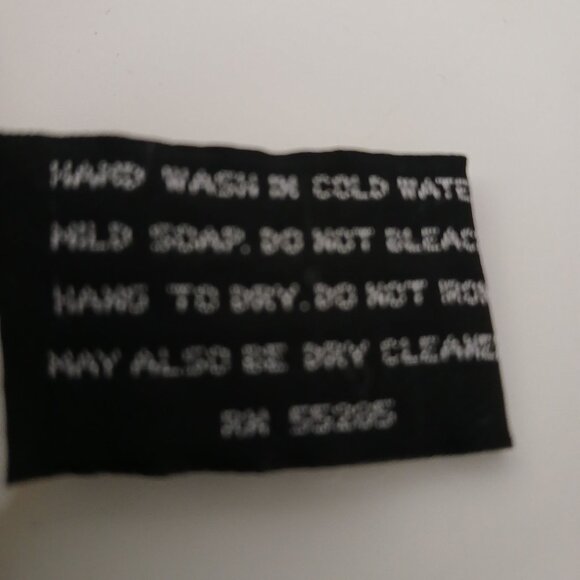 HAND WASH IN COLD WATE
MILD SOAP. DO NOT BLEAC
HANG TO DRY. DO NOT IRON
MAY ALSO BE DRY CLEANE
RN 55205